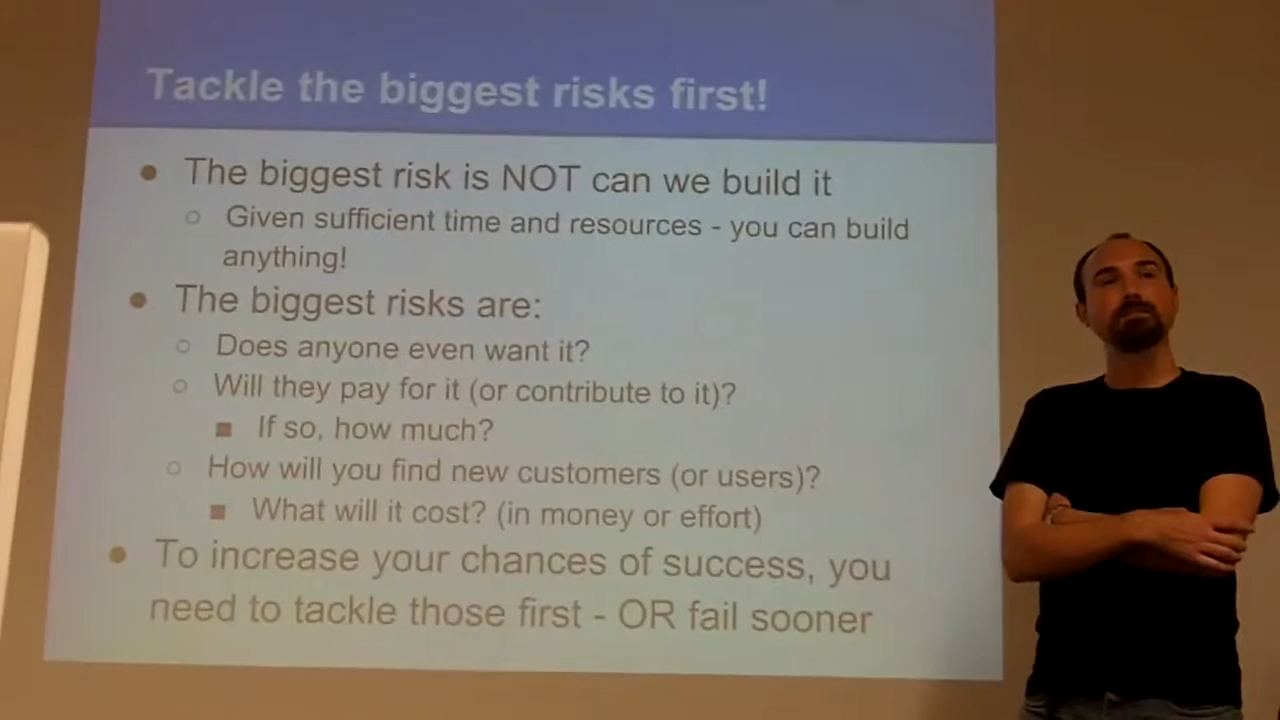 Tackle the biggest risks first!
The biggest risk is NOT can we build it
Given sufficient time and resources - you can build
anything!
The biggest risks are:
Does anyone even want it?
Will they pay for it (or contribute to it)?
If so, how much?
How will you find new customers (or users)?
What will it cost? (in money or effort)
To increase your chances of success, you
need to tackle those first - OR fail sooner